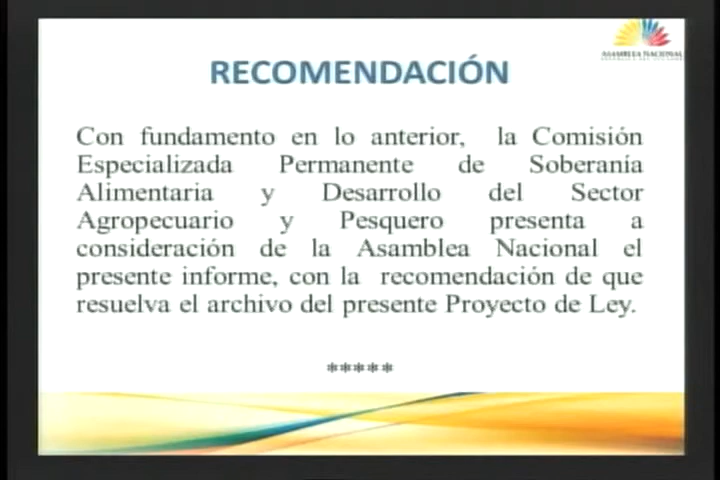 ASAMBLEA NACIONAL
RECOMENDACIÓN
Con fundamento en lo anterior, la Comisión
Especializada Permanente de Soberanía
Alimentaria y Desarrollo del Sector
Agropecuario y Pesquero presenta a
consideración de la Asamblea Nacional el
presente informe, con la recomendación de que
resuelva el archivo del presente Proyecto de Ley.
*****